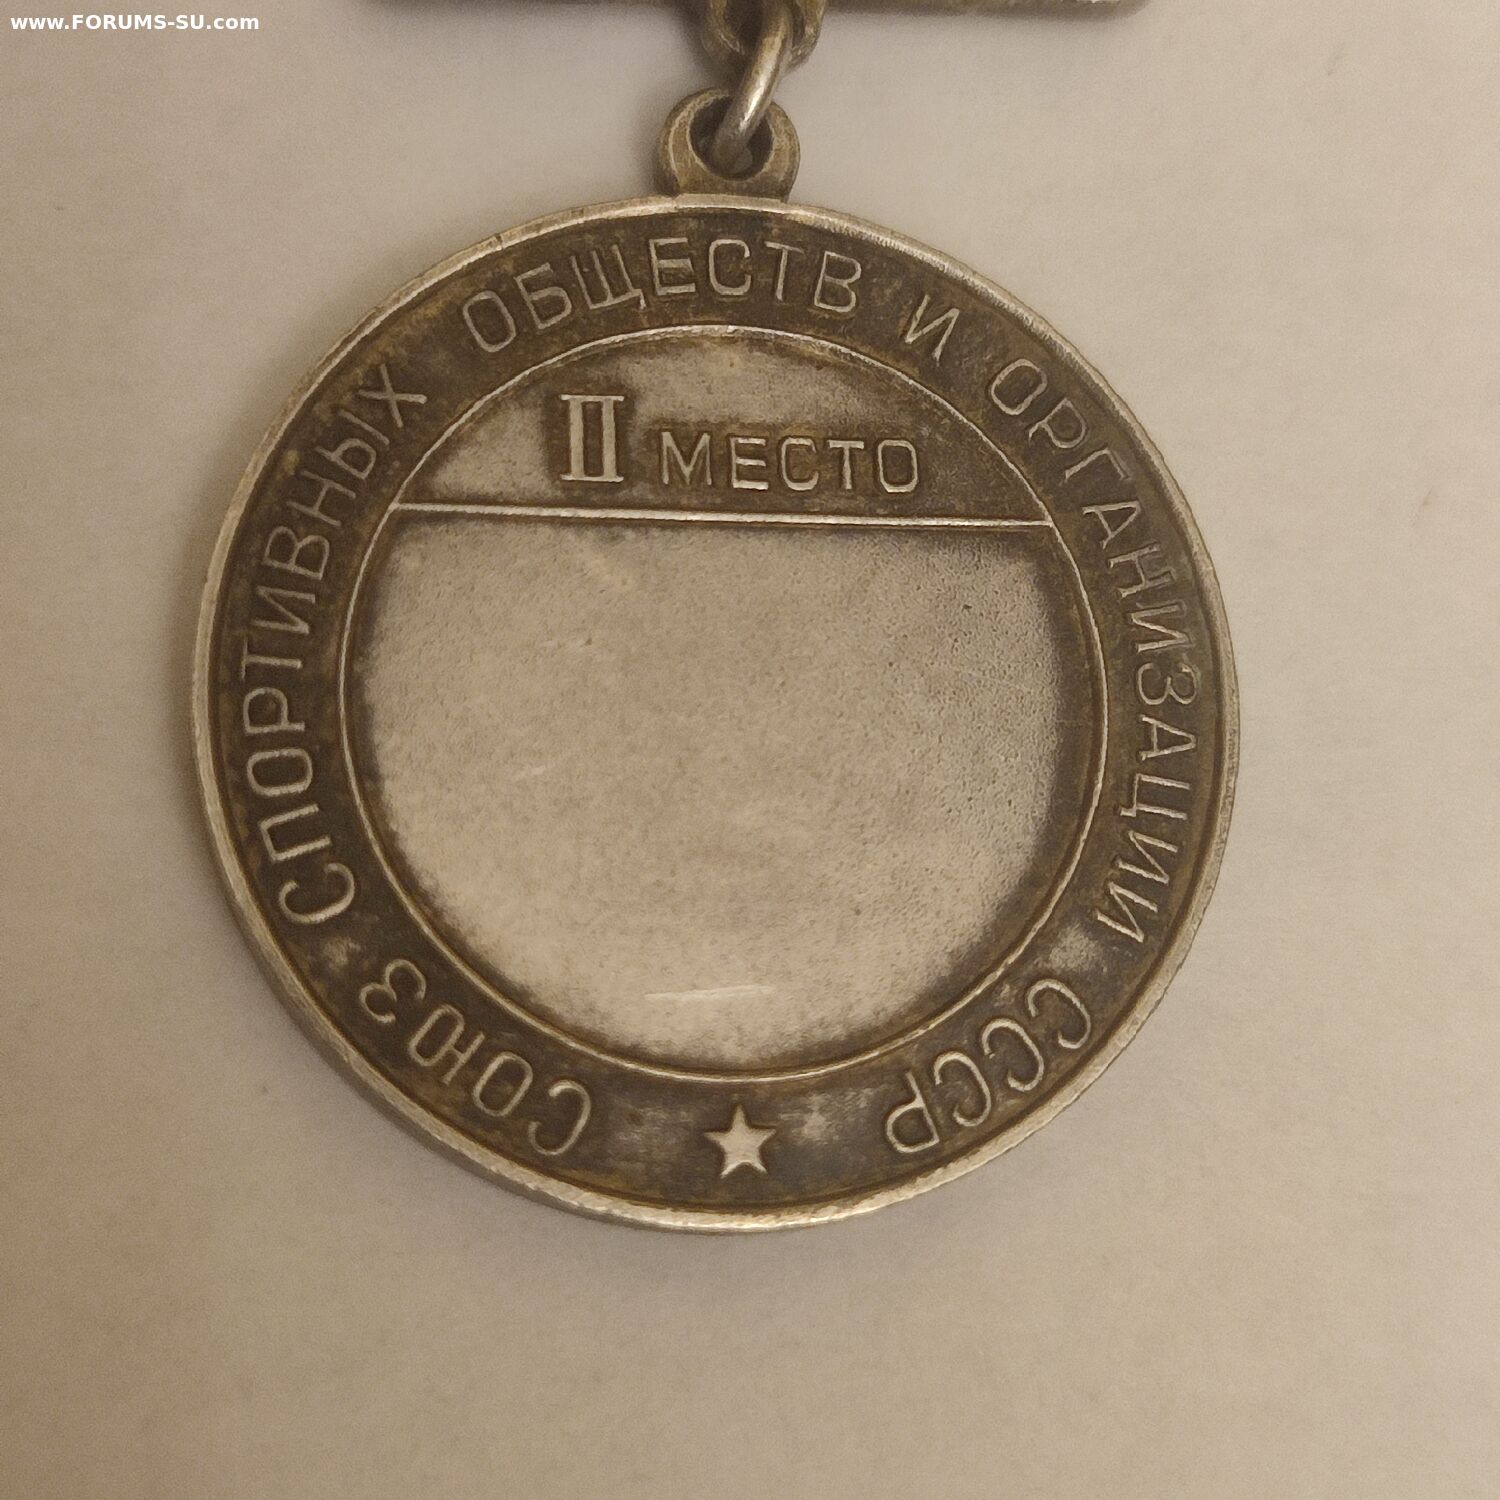 www.FORUMS-SU.com
СОЮЗ СПОРТИВНЫХ ОБЩЕСТВ И ОРГАНИЗАЦИИ СССР
II МЕСТО